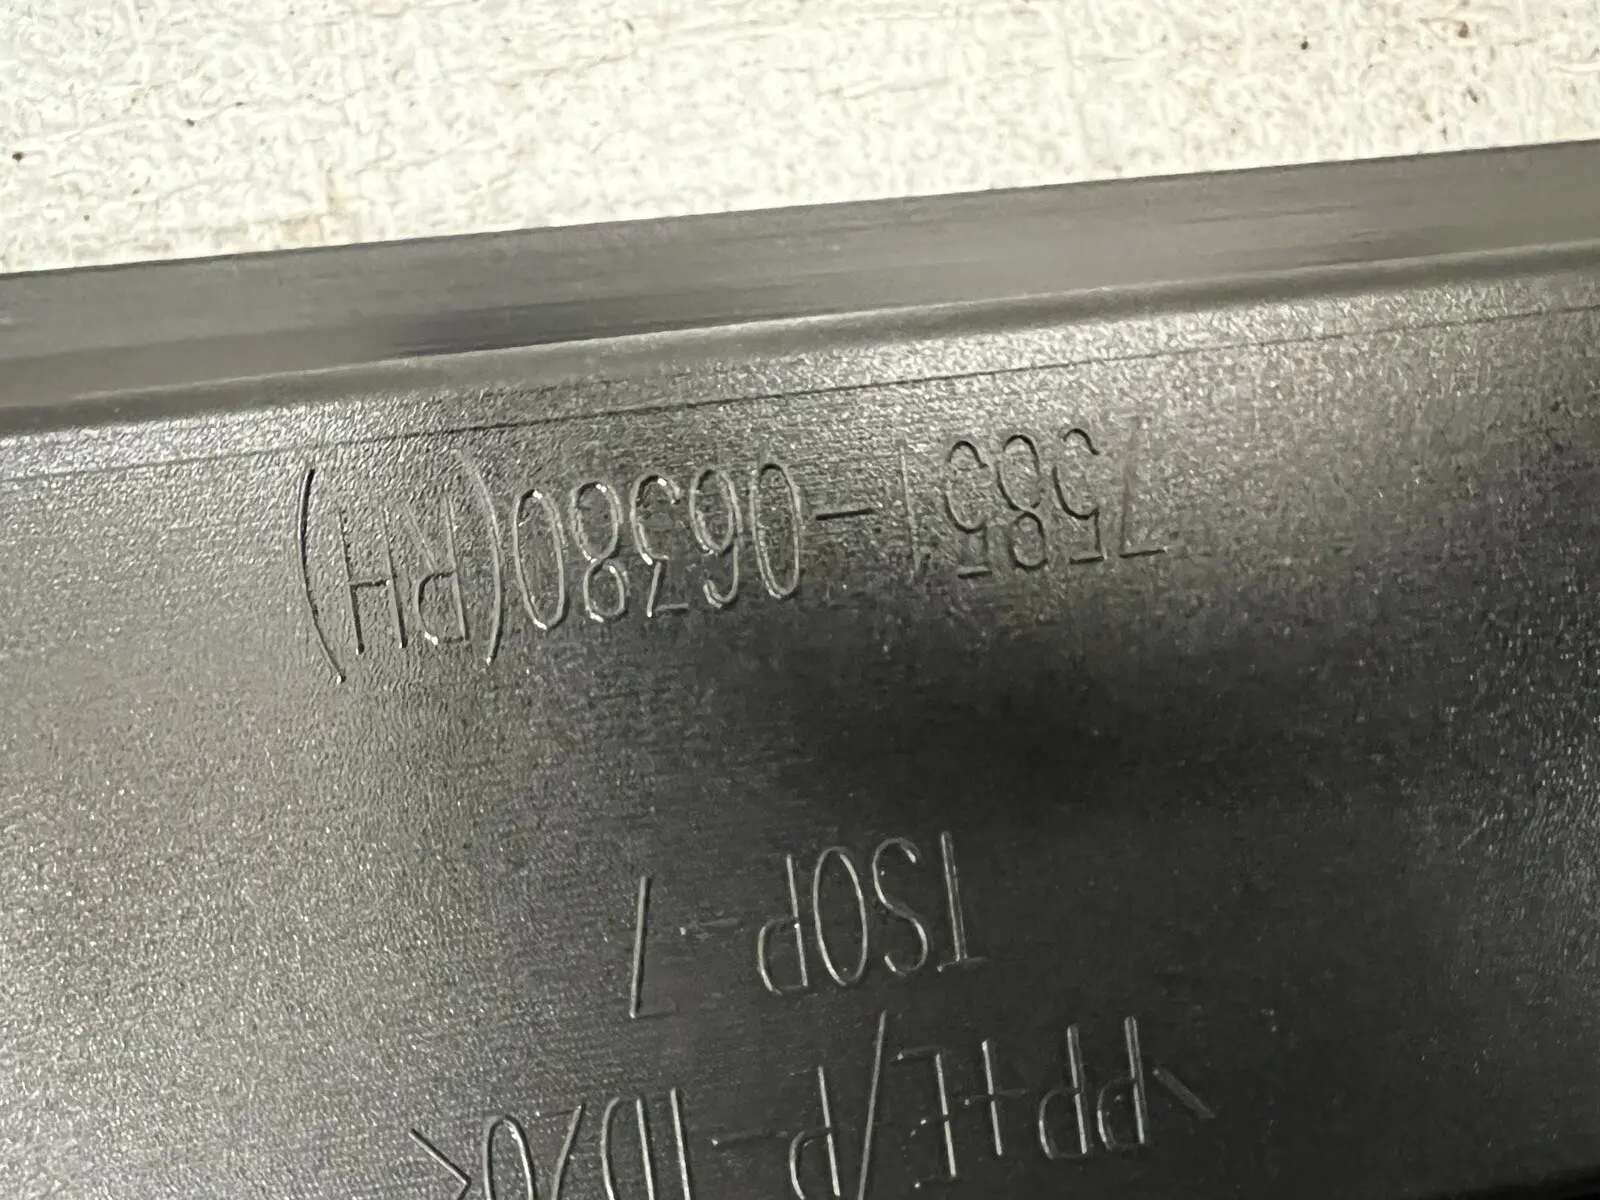 75851-06380(RH)
TSOP-7
>PP+E/P-TD20<